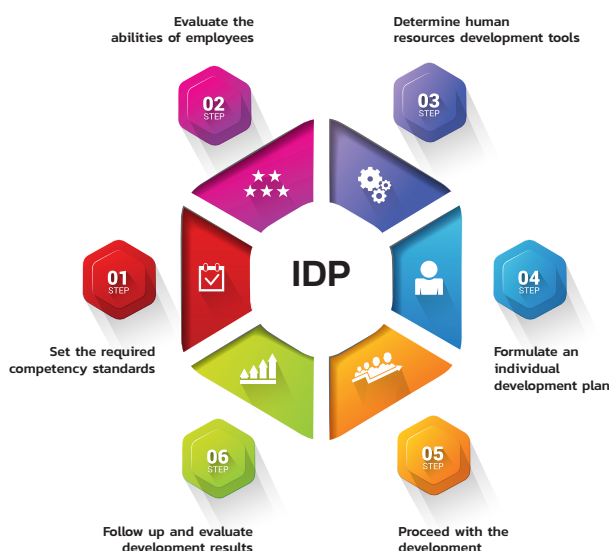 Evaluate the
abilities of employees
Determine human
resources development tools
02
STEP
03
STEP
01
STEP
IDP
04
STEP
Set the required
competency standards
Formulate an
individual
development plan
06
STEP
05
STEP
Follow up and evaluate
development results
Proceed with the
development